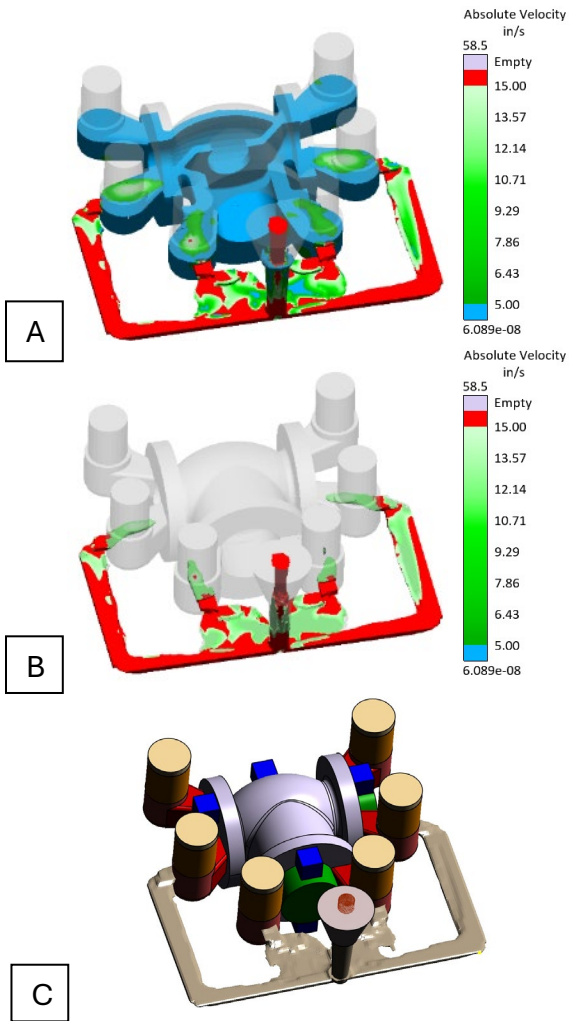 Absolute Velocity
in/s
58.5
Empty
15.00
13.57
12.14
10.71
9.29
7.86
6.43
5.00
6.089e-08
A
Absolute Velocity
in/s
58.5
Empty
15.00
13.57
12.14
10.71
9.29
7.86
6.43
5.00
6.089e-08
B
C